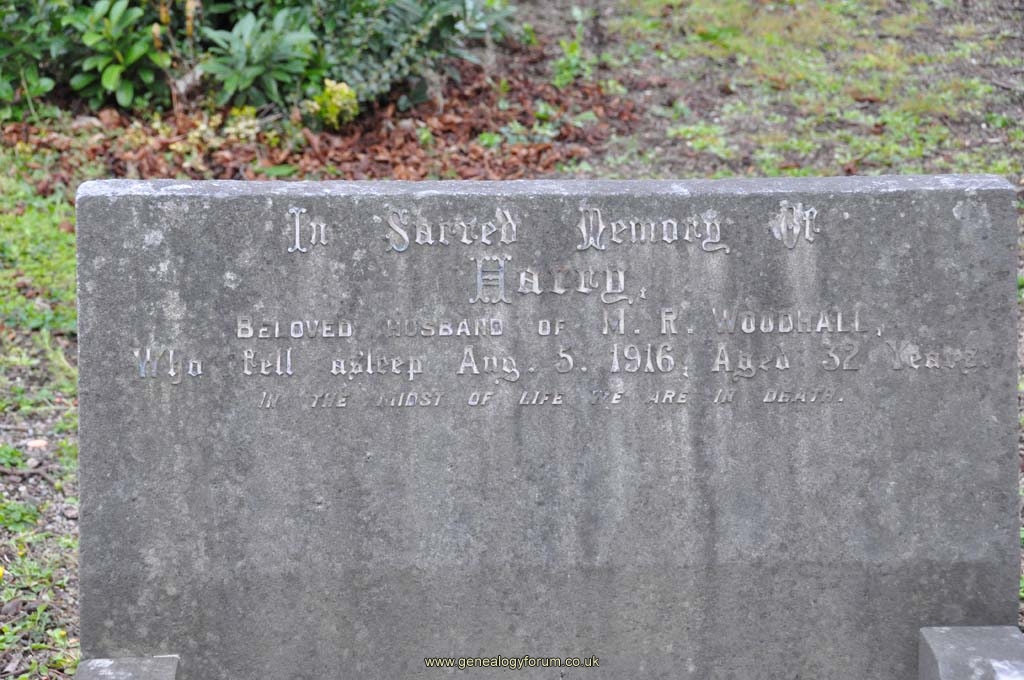 In Sacred Memory Of
Harry,
BELOVED HUSBAND OF M. R. WOODHALL,
Who fell asleep Aug. 5. 1916, Aged 32 Years.
IN THE MIDST OF LIFE WE ARE IN DEATH.
www.genealogyforum.co.uk